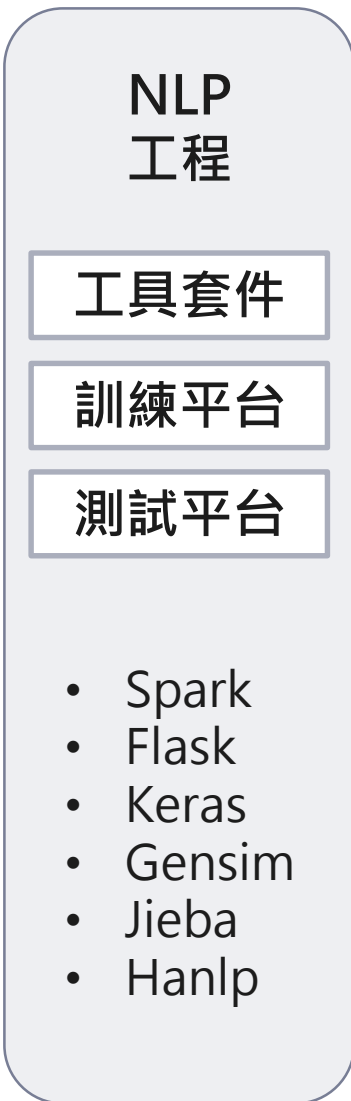 NLP
工程
工具套件
訓練平台
測試平台
• Spark
• Flask
• Keras
• Gensim
• Jieba
• Hanlp